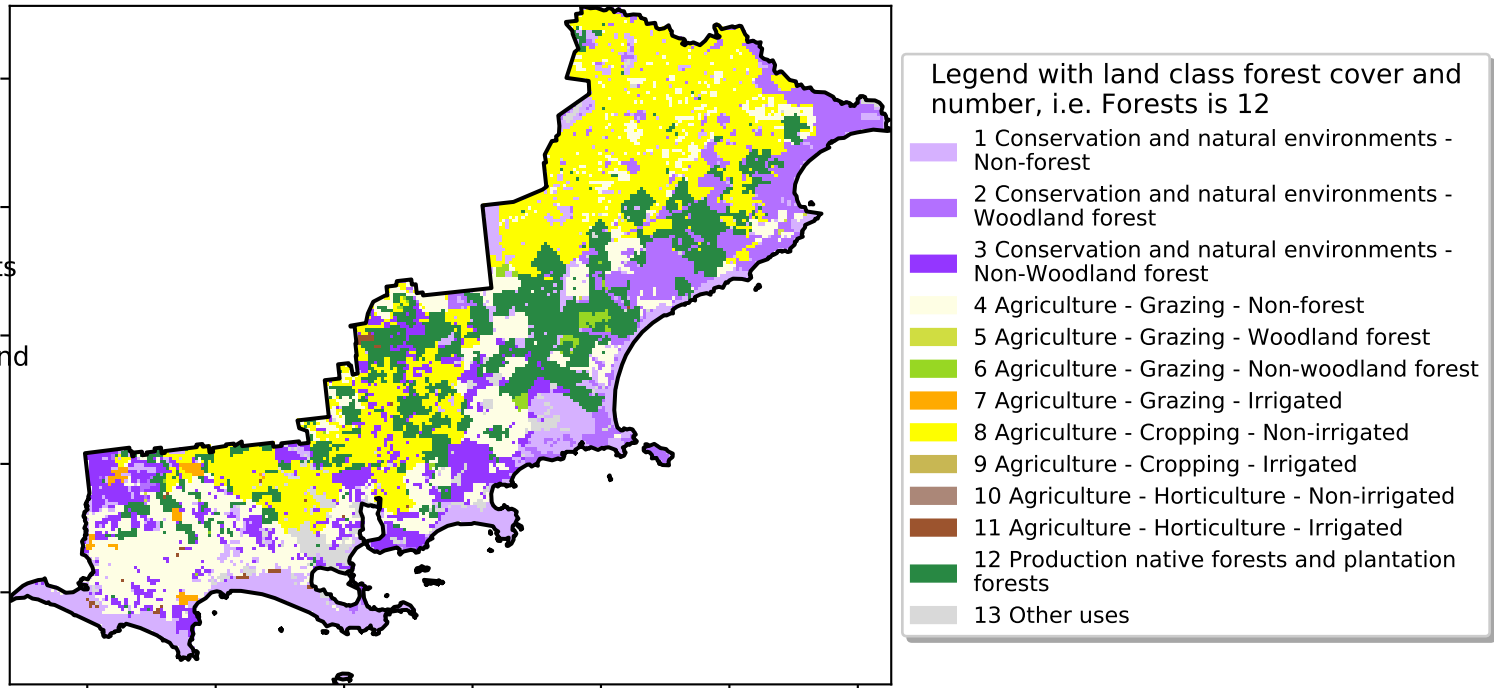 Legend with land class forest cover and
number, i.e. Forests is 12
1 Conservation and natural environments -
Non-forest
2 Conservation and natural environments -
Woodland forest
3 Conservation and natural environments -
Non-Woodland forest
4 Agriculture - Grazing - Non-forest
5 Agriculture - Grazing - Woodland forest
6 Agriculture - Grazing - Non-woodland forest
7 Agriculture - Grazing - Irrigated
8 Agriculture - Cropping - Non-irrigated
9 Agriculture - Cropping - Irrigated
10 Agriculture - Horticulture - Non-irrigated
11 Agriculture - Horticulture - Irrigated
12 Production native forests and plantation
forests
13 Other uses